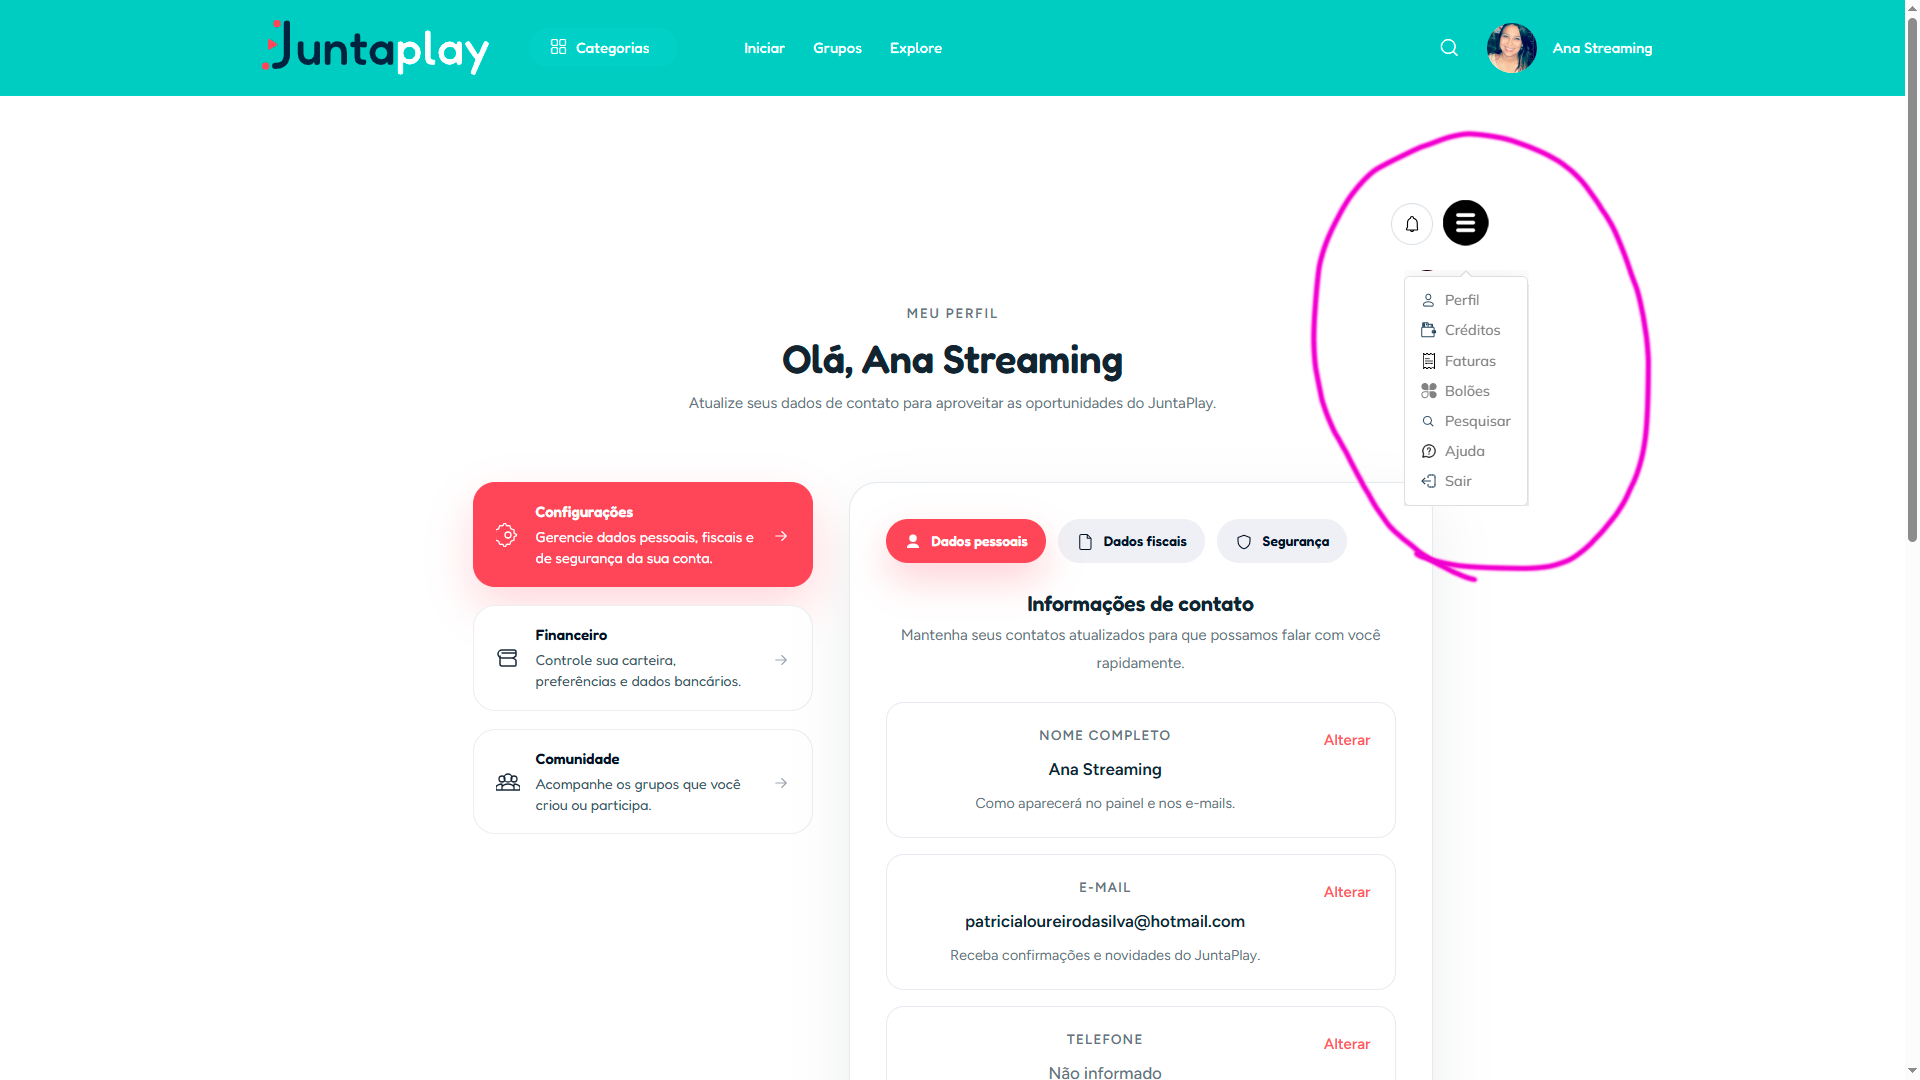 Juntaplay
Categorias
Iniciar
Grupos
Explore
Ana Streaming
Perfil
Créditos
Faturas
Bolões
Pesquisar
Ajuda
Sair
MEU PERFIL
Olá, Ana Streaming
Atualize seus dados de contato para aproveitar as oportunidades do JuntaPlay.
Configurações
Gerencie dados pessoais, fiscais e
de segurança da sua conta.
Financeiro
Controle sua carteira,
preferências e dados bancários.
Comunidade
Acompanhe os grupos que você
criou ou participa.
Dados pessoais
Dados fiscais
Segurança
Informações de contato
Mantenha seus contatos atualizados para que possamos falar com você
rapidamente.
NOME COMPLETO
Alterar
Ana Streaming
Como aparecerá no painel e nos e-mails.
E-MAIL
Alterar
patricialoureirodasilva@hotmail.com
Receba confirmações e novidades do JuntaPlay.
TELEFONE
Alterar
Não informado